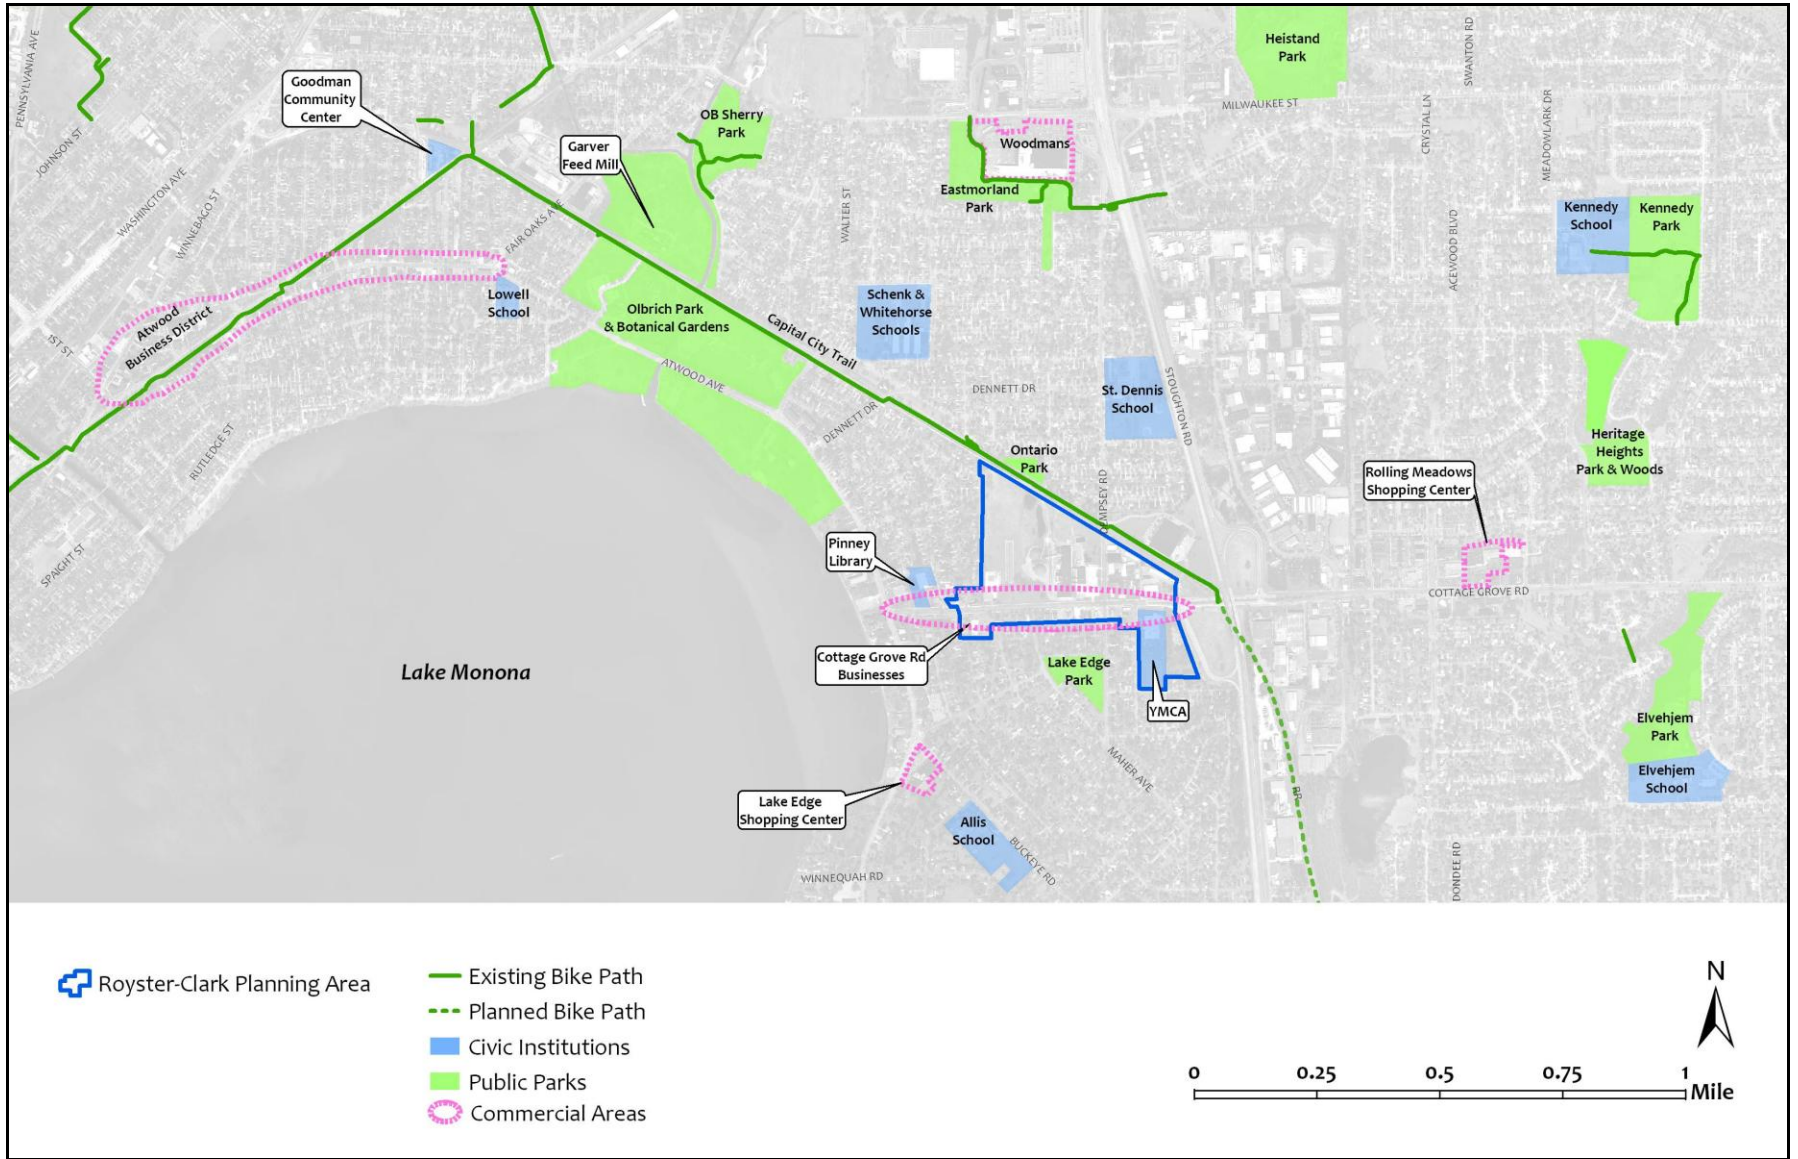 PENNSYLVANIA AVE
JOHNSON ST
WASHINGTON AVE
WINNEBAGO ST
Goodman
Community
Center
Garver
Feed Mill
OB Sherry
Park
FAIR OAKS AVE
WALTER ST
Woodmans
Eastmorland
Park
Heistand
Park
MILWAUKEE ST
SWANTON RD
CRYSTAL LN
MEADOWLARK DR
ACEWOOD BLVD
Kennedy
School
Kennedy
Park
1ST ST
Atwood
Business District
Lowell
School
Olbrich Park
& Botanical Gardens
ATWOOD AVE
Capital City Trail
Schenk &
Whitehorse
Schools
DENNETT DR
DENNETT DR
St. Dennis
School
STOUGHTON RD
RUTLEDGE ST
SPAIGHT ST
Ontario
Park
DEMPSEY RD
Heritage
Heights
Park & Woods
Rolling Meadows
Shopping Center
Pinney
Library
COTTAGE GROVE RD
Lake Monona
Cottage Grove Rd
Businesses
Lake Edge
Park
YMCA
MAHER AVE
RR
Elvehjem
Park
Elvehjem
School
Lake Edge
Shopping Center
Allis
School
BUCKEYE RD
WINNEQUAH RD
DONDEE RD
Royster-Clark Planning Area
Existing Bike Path
Planned Bike Path
Civic Institutions
Public Parks
Commercial Areas
N
0 0.25 0.5 0.75 1
Mile